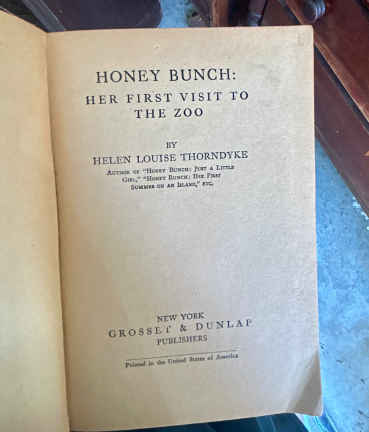 HONEY BUNCH:
HER FIRST VISIT TO
THE ZOO
BY
HELEN LOUISE THORNDYKE
AUTHOR OF "HONEY BUNCH: JUST A LITTLE
GIRL," "HONEY BUNCH: HER FIRST
SUMMER ON AN ISLAND," ETC.
NEW YORK
GROSSET & DUNLAP
PUBLISHERS
Printed in the United States of America